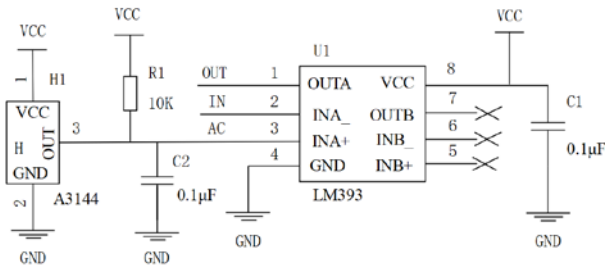 VCC
VCC
VCC
U1
1
H1
R1
10K
OUT
1
OUTA
VCC
8
IN
2
INA_
OUTB
7
C1
0.1μF
VCC
H
OUT
GND
3
AC
3
INA+
INB_
6
4
GND
INB+
5
C2
0.1μF
2
A3144
LM393
GND
GND
GND
GND